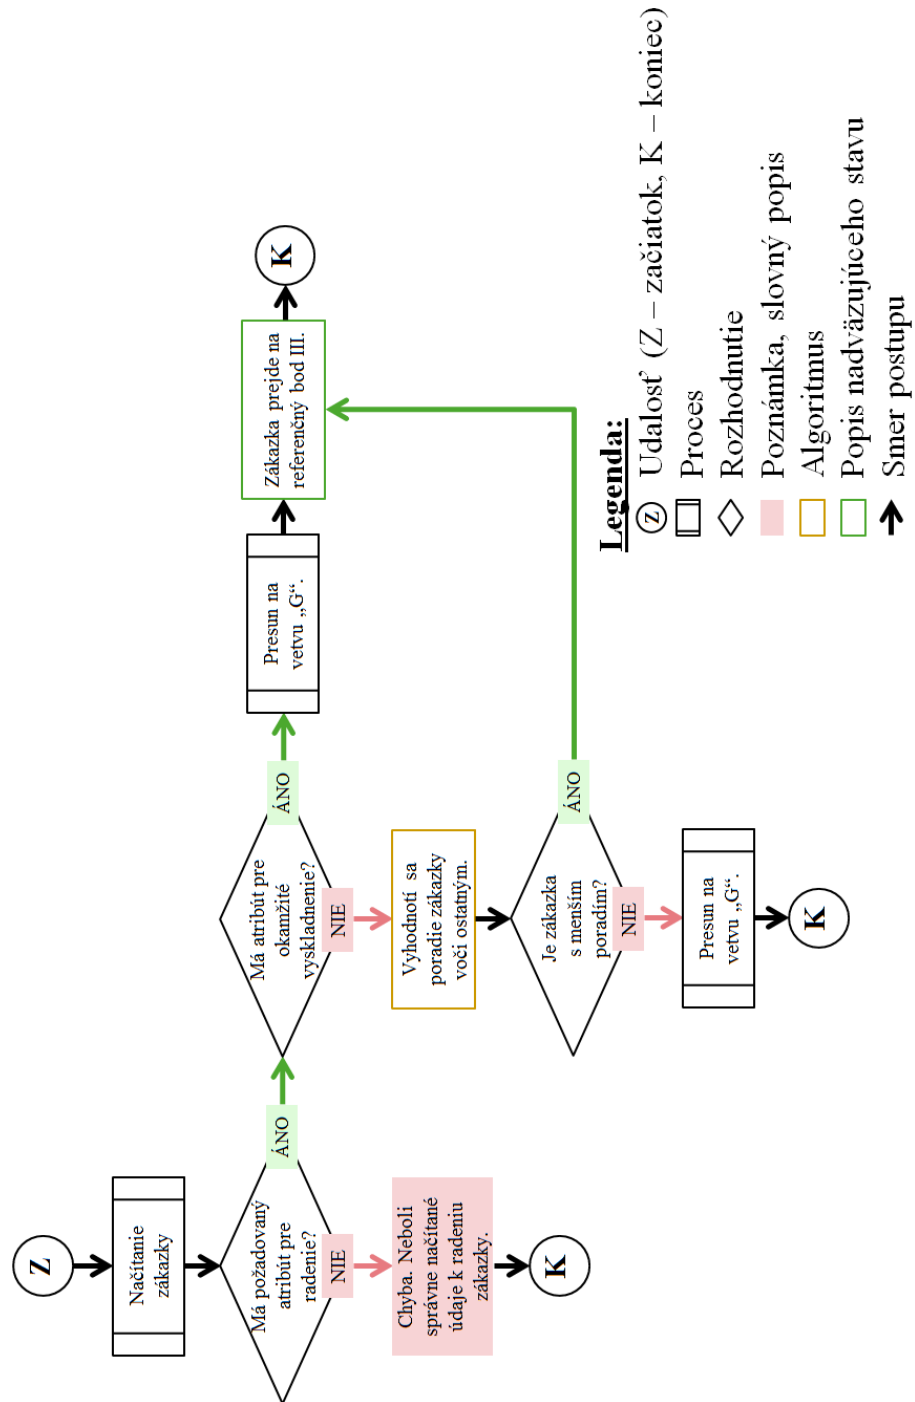 Z
Načítanie
zákazky
Má požadovaný
atribút pre
radenie?
ÁNO
NIE
Chyba. Neboli
správne načítané
údaje k radeniu
zákazky.
K
Má atribút pre
okamžité
vyskladnenie?
ÁNO
NIE
Presun na
vetvu „G“.
Zákazka prejde na
referenčný bod III.
K
Vyhodnotí sa
poradie zákazky
voči ostatným.
Je zákazka
s menším
poradím?
ÁNO
NIE
Presun na
vetvu „G“.
K
Legenda:
Z Udalosť (Z – začiatok, K – koniec)
Proces
Rozhodnutie
Poznámka, slovný popis
Algoritmus
Popis nadväzujúceho stavu
Smer postupu